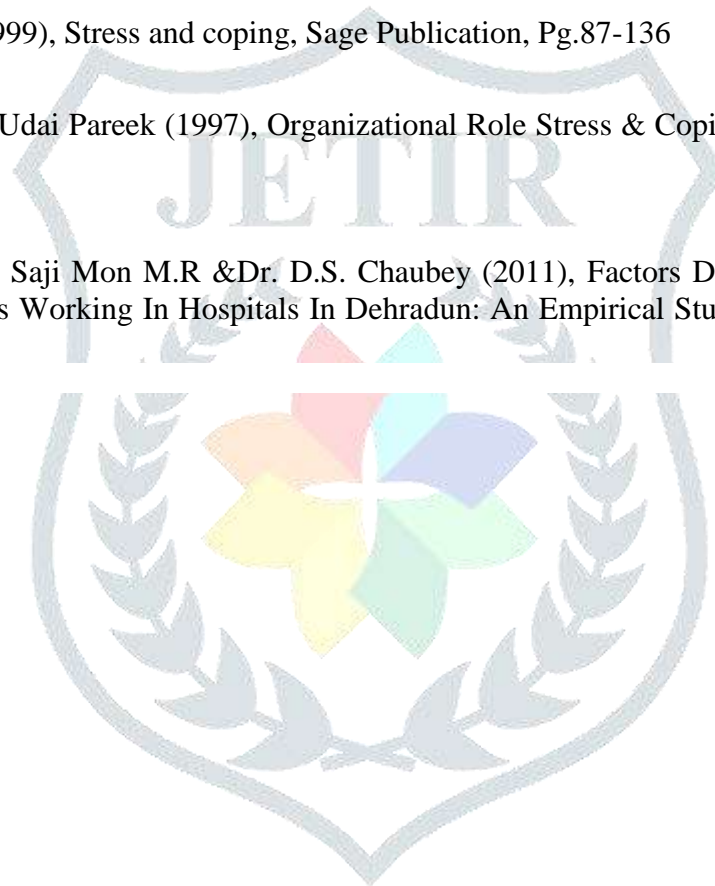 999), Stress and coping, Sage Publication, Pg.87-136
Udai Pareek (1997), Organizational Role Stress & Copi
JETIR
Saji Mon M.R &Dr. D.S. Chaubey (2011), Factors D
s Working In Hospitals In Dehradun: An Empirical Stu